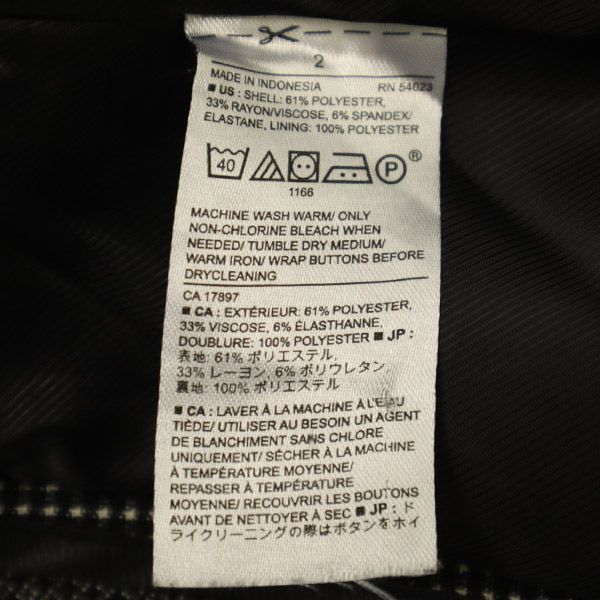 2
MADE IN INDONESIA RN 54023
■ US : SHELL: 61% POLYESTER,
33% RAYON/VISCOSE, 6% SPANDEX/
ELASTANE, LINING: 100% POLYESTER
40 P ®
1166
MACHINE WASH WARM/ ONLY
NON-CHLORINE BLEACH WHEN
NEEDED/ TUMBLE DRY MEDIUM/
WARM IRON/ WRAP BUTTONS BEFORE
DRYCLEANING
CA 17897
■ CA : EXTÉRIEUR: 61% POLYESTER,
33% VISCOSE, 6% ÉLASTHANNE,
DOUBLURE: 100% POLYESTER ■ JP :
表地: 61% ポリエステル,
33% レーヨン, 6% ポリウレタン,
裏地: 100% ポリエステル
■ CA : LAVER À LA MACHINE À L'EAU
TIÈDE/ UTILISER AU BESOIN UN AGENT
DE BLANCHIMENT SANS CHLORE
UNIQUEMENT/ SÉCHER À LA MACHINE
À TEMPÉRATURE MOYENNE/
REPASSER À TEMPÉRATURE
MOYENNE/ RECOUVRIR LES BOUTONS
AVANT DE NETTOYER À SEC ■ JP : ド
ライクリーニングの際はボタンをホイ